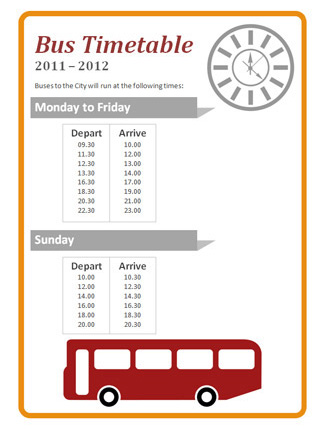 Bus Timetable
2011 – 2012
Buses to the City will run at the following times:
Monday to Friday
Depart Arrive
09.30 10.00
11.30 12.00
12.30 13.00
13.30 14.00
16.30 17.00
18.30 19.00
20.30 21.00
22.30 23.00
Sunday
Depart Arrive
10.00 10.30
12.00 12.30
14.00 14.30
16.00 16.30
18.00 18.30
20.00 20.30